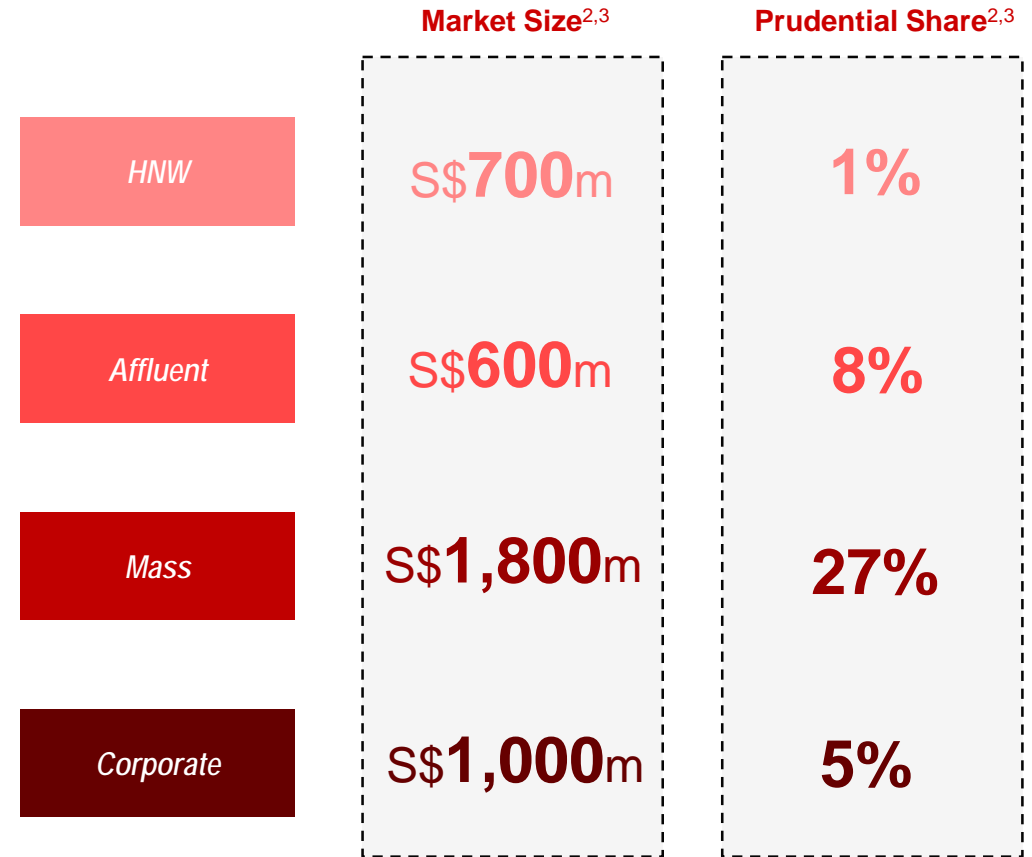 Market Size2,3 Prudential Share2,3
HNW S$700m 1%
Affluent S$600m 8%
Mass S$1,800m 27%
Corporate S$1,000m 5%